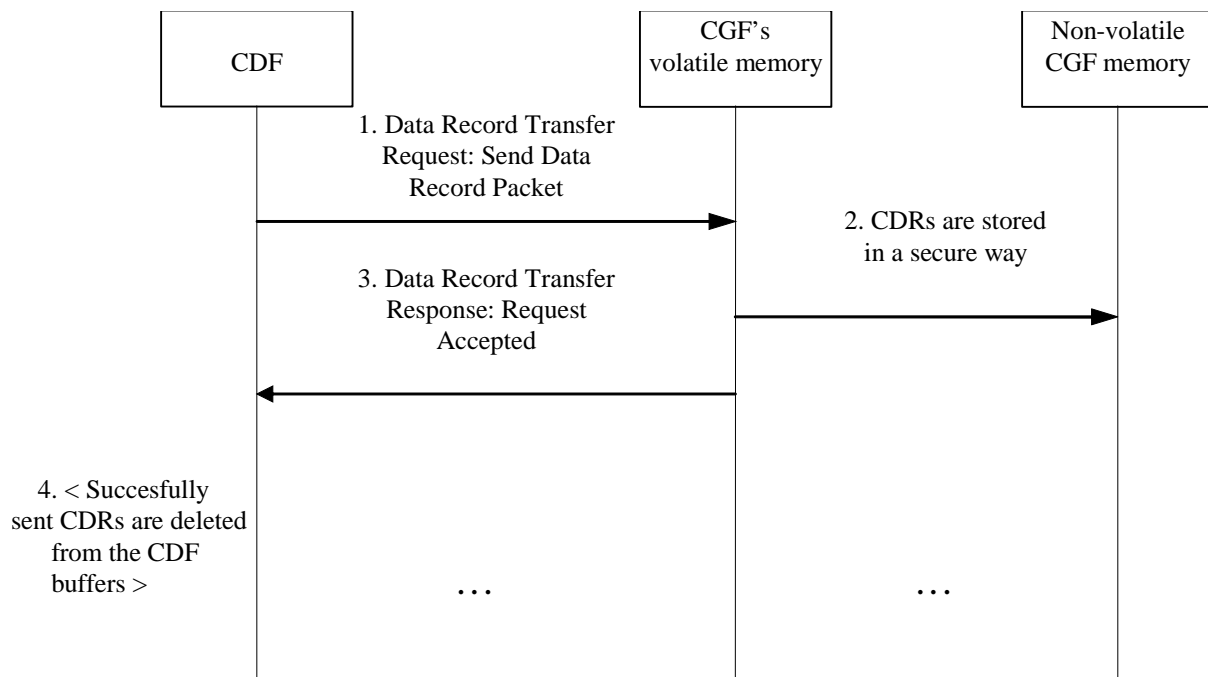 CDF
CGF's
volatile memory
Non-volatile
CGF memory
1. Data Record Transfer
Request: Send Data
Record Packet
2. CDRs are stored
in a secure way
3. Data Record Transfer
Response: Request
Accepted
4. < Succesfully
sent CDRs are deleted
from the CDF
buffers >
...
...